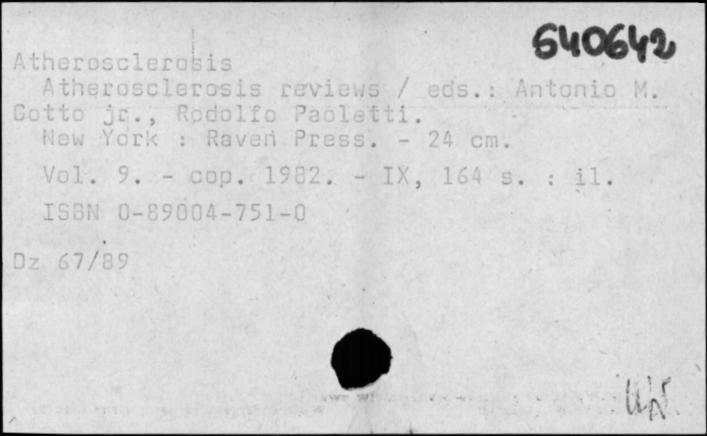 640642
Atherosclerosis
Atherosclerosis reviews / eds.: Antonio M.
Gotto jr., Rodolfo Paoletti.
New York : Raven Press. - 24 cm.
Vol. 9. - cop. 1982. - IX, 164 s. : il.
ISBN 0-89004-751-0
Dz 67/89